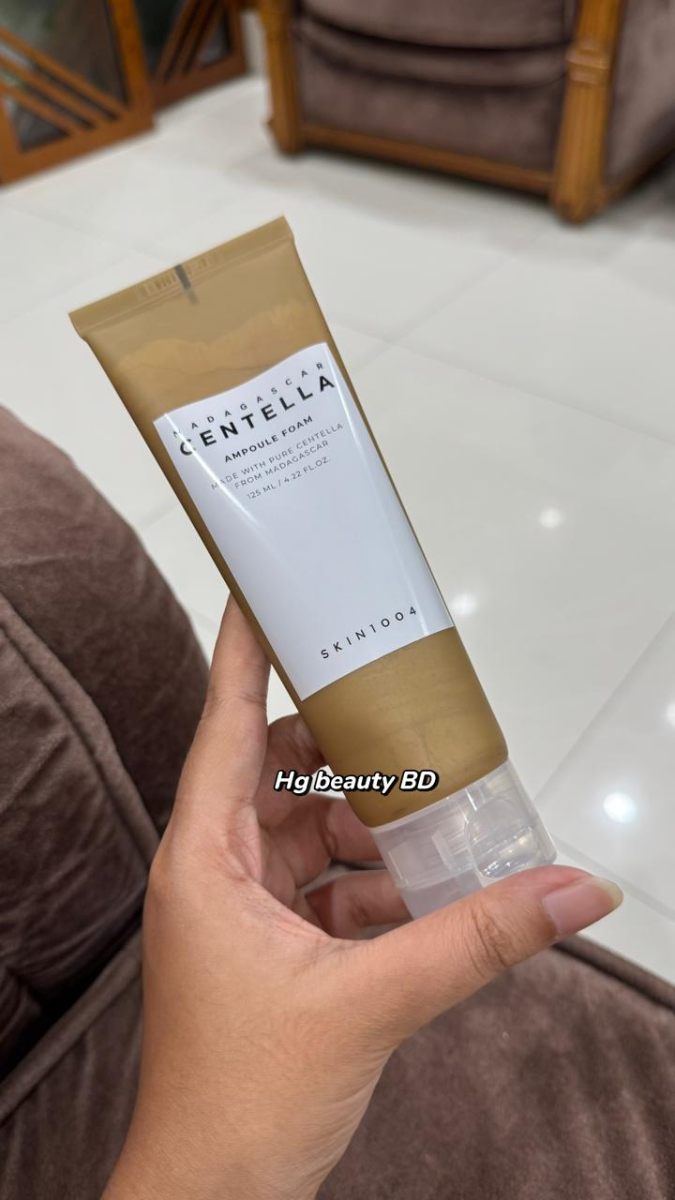 MADAGASCAR
CENTELLA
AMPOULE FOAM
MADE WITH PURE CENTELLA
FROM MADAGASCAR
125 ML / 4.22 FL.OZ.
SKIN1004
Hg beauty BD